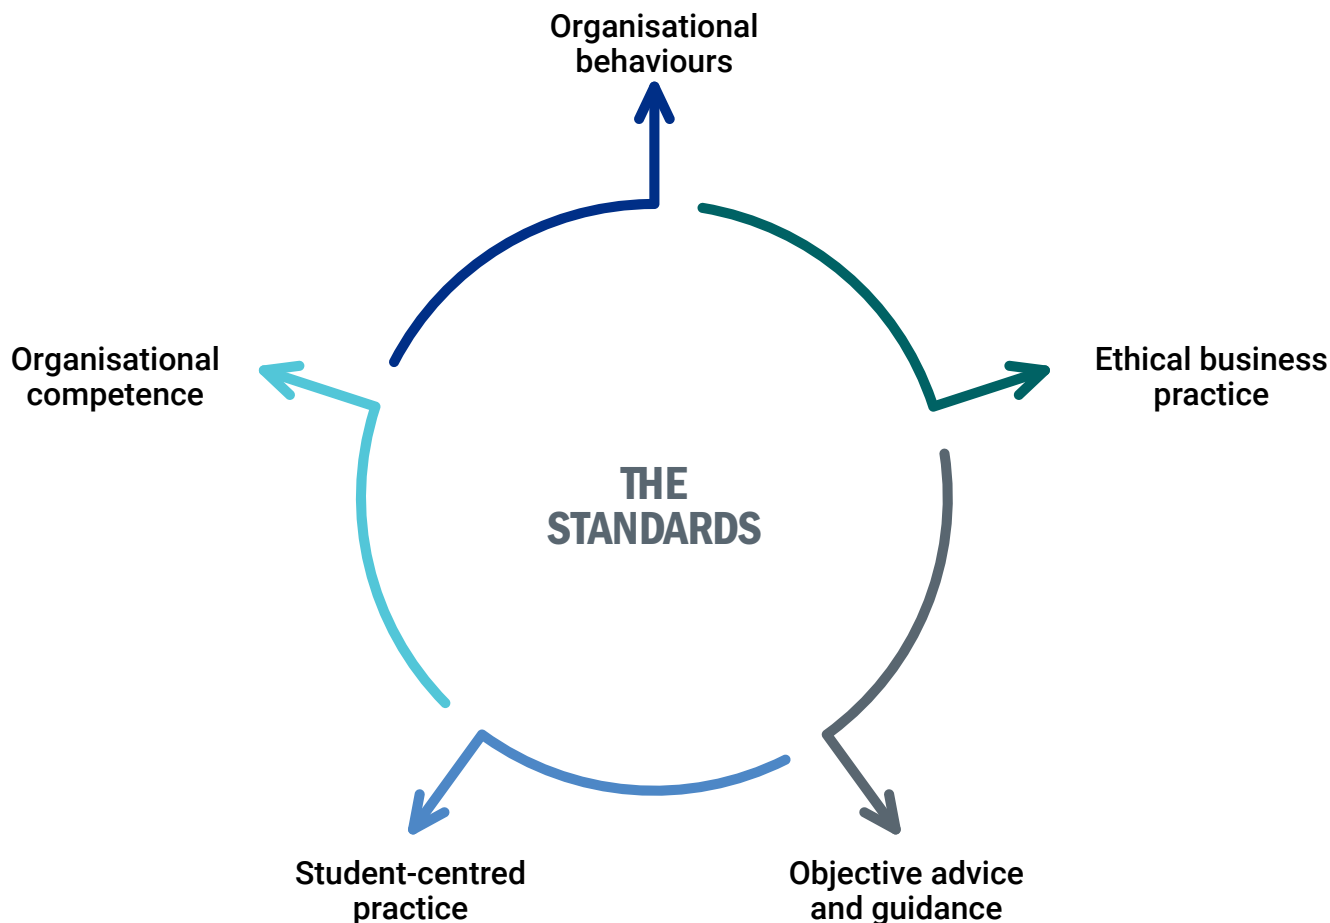 Organisational
behaviours
Ethical business
practice
Organisational
competence
THE
STANDARDS
Student-centred
practice
Objective advice
and guidance